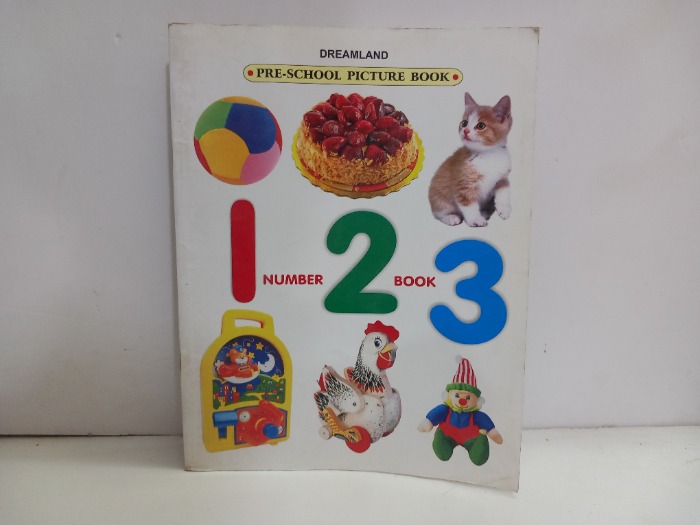 DREAMLAND
• PRE-SCHOOL PICTURE BOOK •
1 NUMBER 2 BOOK 3